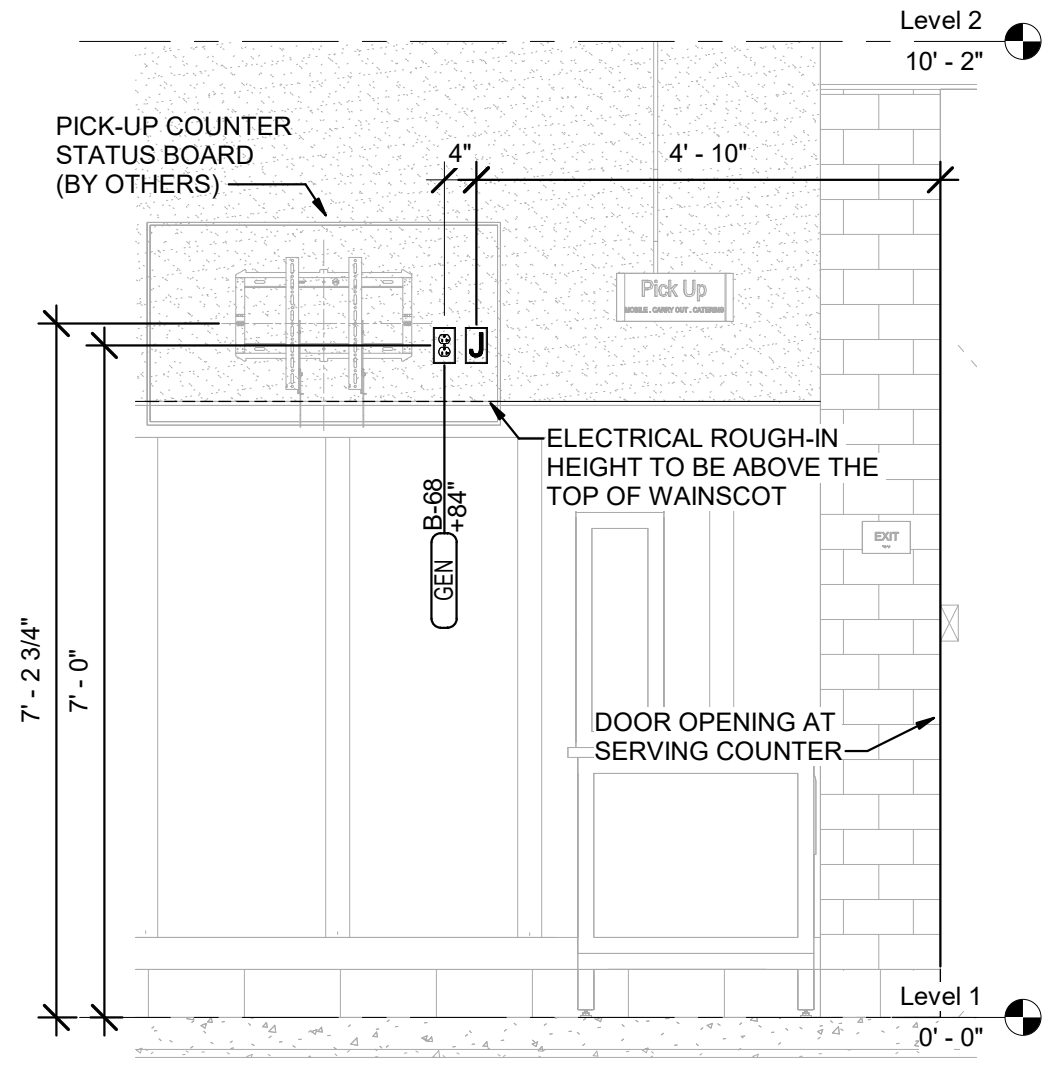 Level 2
10' - 2"
PICK-UP COUNTER
STATUS BOARD
(BY OTHERS)
4"
4' - 10"
Pick Up
MOBILE . CARRY OUT . CATERING
J
ELECTRICAL ROUGH-IN
HEIGHT TO BE ABOVE THE
TOP OF WAINSCOT
B-68
+84"
GEN
EXIT
7' - 2 3/4"
7' - 0"
DOOR OPENING AT
SERVING COUNTER
Level 1
0' - 0"